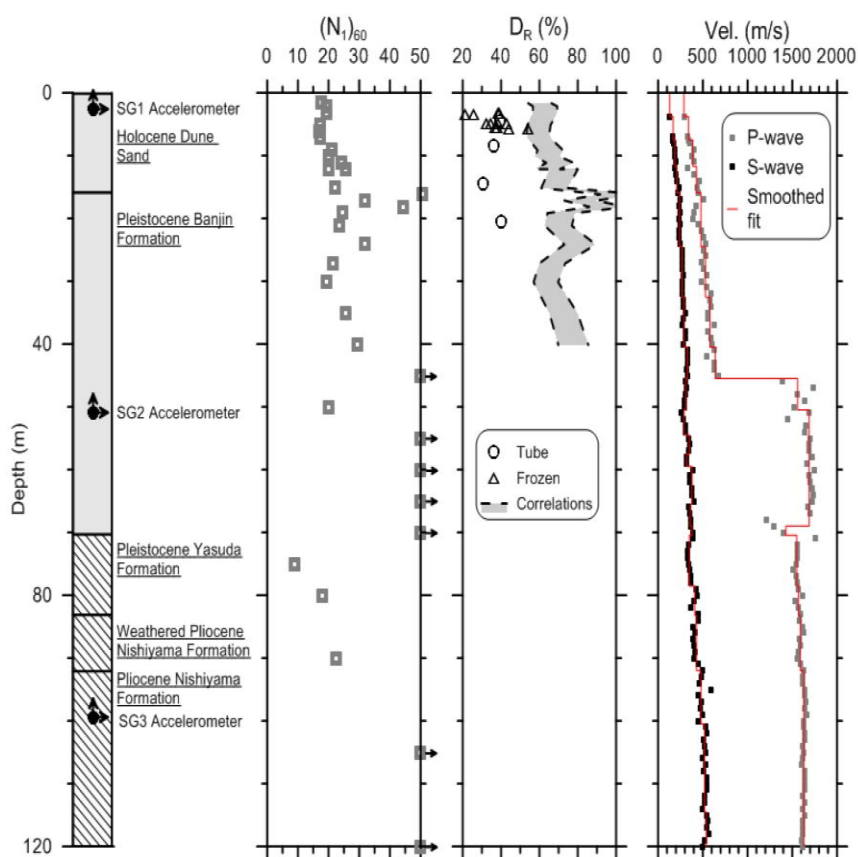 (N₁)₆₀
D_R (%)
Vel. (m/s)
0 10 20 30 40 50
20 40 60 80 100
0 500 1000 1500 2000
0
40
80
120
Depth (m)
SG1 Accelerometer
Holocene Dune
Sand
Pleistocene Banjin
Formation
SG2 Accelerometer
Pleistocene Yasuda
Formation
Weathered Pliocene
Nishiyama Formation
Pliocene Nishiyama
Formation
SG3 Accelerometer
Tube
Frozen
Correlations
P-wave
S-wave
Smoothed
fit